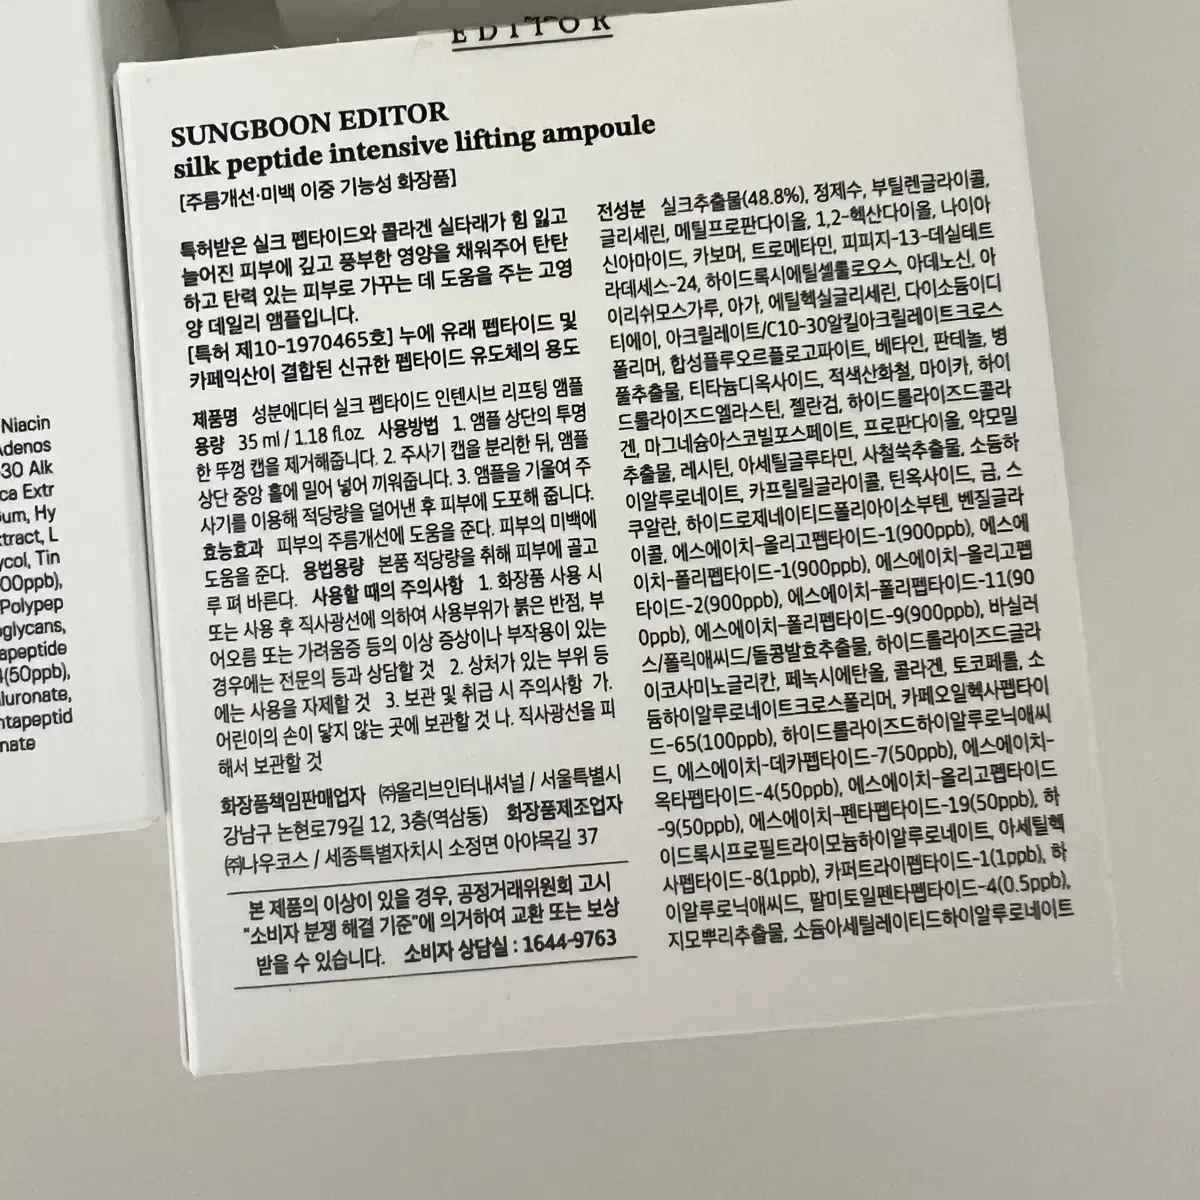 EDITOR
SUNGBOON EDITOR
silk peptide intensive lifting ampoule
[주름개선·미백 이중 기능성 화장품]
특허받은 실크 펩타이드와 콜라겐 실타래가 힘 잃고
늘어진 피부에 깊고 풍부한 영양을 채워주어 탄탄
하고 탄력 있는 피부로 가꾸는 데 도움을 주는 고영
양 데일리 앰플입니다.
[특허 제10-1970465호] 누에 유래 펩타이드 및
카페익산이 결합된 신규한 펩타이드 유도체의 용도
제품명 성분에디터 실크 펩타이드 인텐시브 리프팅 앰플
용량 35 ml / 1.18 fl.oz. 사용방법 1. 앰플 상단의 투명
한 뚜껑 캡을 제거해줍니다. 2. 주사기 캡을 분리한 뒤, 앰플
상단 중앙 홀에 밀어 넣어 끼워줍니다. 3. 앰플을 기울여 주
사기를 이용해 적당량을 덜어낸 후 피부에 도포해 줍니다.
효능효과 피부의 주름개선에 도움을 준다. 피부의 미백에
도움을 준다. 용법용량 본품 적당량을 취해 피부에 골고
루 펴 바른다. 사용할 때의 주의사항 1. 화장품 사용 시
또는 사용 후 직사광선에 의하여 사용부위가 붉은 반점, 부
어오름 또는 가려움증 등의 이상 증상이나 부작용이 있는
경우에는 전문의 등과 상담할 것 2. 상처가 있는 부위 등
에는 사용을 자제할 것 3. 보관 및 취급 시 주의사항 가.
어린이의 손이 닿지 않는 곳에 보관할 것 나. 직사광선을 피
해서 보관할 것
화장품책임판매업자 ㈜올리브인터내셔널 / 서울특별시
강남구 논현로79길 12, 3층(역삼동) 화장품제조업자
㈜나우코스 / 세종특별자치시 소정면 아야목길 37
본 제품의 이상이 있을 경우, 공정거래위원회 고시
"소비자 분쟁 해결 기준"에 의거하여 교환 또는 보상
받을 수 있습니다. 소비자 상담실 : 1644-9763
전성분 실크추출물(48.8%), 정제수, 부틸렌글라이콜,
글리세린, 메틸프로판다이올, 1,2-헥산다이올, 나이아
신아마이드, 카보머, 트로메타민, 피피지-13-데실테트
라데세스-24, 하이드록시에틸셀룰로오스, 아데노신, 아
이리쉬모스가루, 아가, 에틸헥실글리세린, 다이소듐이디
티에이, 아크릴레이트/C10-30알킬아크릴레이트크로스
폴리머, 합성플루오르플로고파이트, 베타인, 판테놀, 병
풀추출물, 티타늄디옥사이드, 적색산화철, 마이카, 하이
드롤라이즈드엘라스틴, 젤란검, 하이드롤라이즈드콜라
겐, 마그네슘아스코빌포스페이트, 프로판다이올, 약모밀
추출물, 레시틴, 아세틸글루타민, 사철쑥추출물, 소듐하
이알루로네이트, 카프릴릴글라이콜, 틴옥사이드, 금, 스
쿠알란, 하이드로제네이티드폴리아이소부텐, 벤질글라
이콜, 에스에이치-올리고펩타이드-1(900ppb), 에스에
이치-폴리펩타이드-1(900ppb), 에스에이치-올리고펩
타이드-2(900ppb), 에스에이치-폴리펩타이드-11(90
0ppb), 에스에이치-폴리펩타이드-9(900ppb), 바실러
스/폴릭애씨드/돌콩발효추출물, 하이드롤라이즈드글라
이코사미노글리칸, 페녹시에탄올, 콜라겐, 토코페롤, 소
듐하이알루로네이트크로스폴리머, 카페오일헥사펩타이
드-65(100ppb), 하이드롤라이즈드하이알루로닉애씨
드, 에스에이치-데카펩타이드-7(50ppb), 에스에이치-
옥타펩타이드-4(50ppb), 에스에이치-올리고펩타이드
-9(50ppb), 에스에이치-펜타펩타이드-19(50ppb), 하
이드록시프로필트라이모늄하이알루로네이트, 아세틸헥
사펩타이드-8(1ppb), 카퍼트라이펩타이드-1(1ppb), 하
이알루로닉애씨드, 팔미토일펜타펩타이드-4(0.5ppb),
지모뿌리추출물, 소듐아세틸레이티드하이알루로네이트
Niacin
Adenos
-30 Alk
ca Extr
Gum, Hy
xtract, L
ycol, Tin
00ppb),
Polypep
oglycans,
apeptide
4(50ppb),
aluronate,
ntapeptid
nate